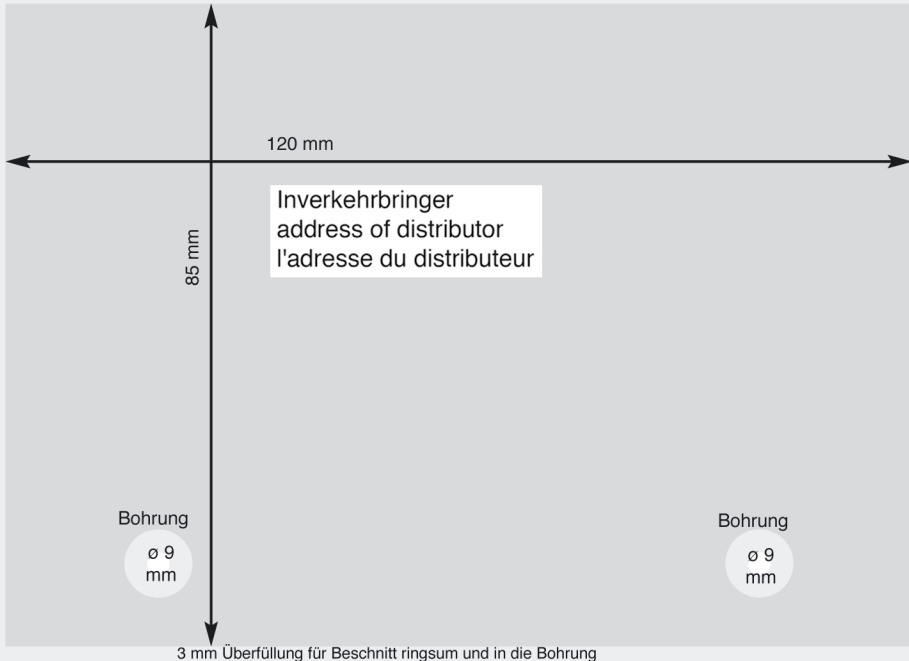 120 mm
Inverkehrbringer
address of distributor
l'adresse du distributeur
85 mm
Bohrung
ø 9
mm
Bohrung
ø 9
mm
3 mm Überfüllung für Beschnitt ringsum und in die Bohrung